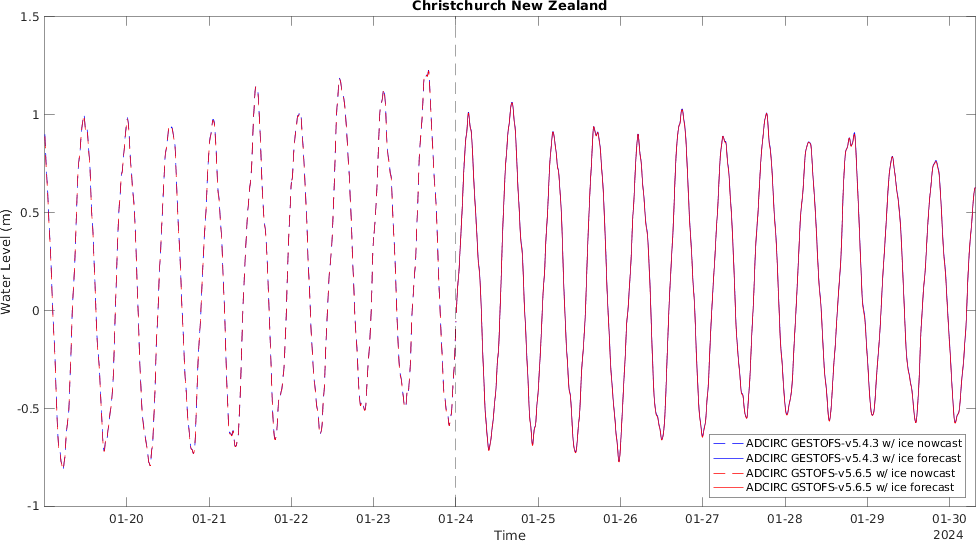 Christchurch New Zealand
1.5
1
0.5
0
-0.5
-1
Water Level (m)
01-20 01-21 01-22 01-23 01-24 01-25 01-26 01-27 01-28 01-29 01-30
Time
2024
ADCIRC GESTOFS-v5.4.3 w/ ice nowcast
ADCIRC GESTOFS-v5.4.3 w/ ice forecast
ADCIRC GSTOFS-v5.6.5 w/ ice nowcast
ADCIRC GSTOFS-v5.6.5 w/ ice forecast